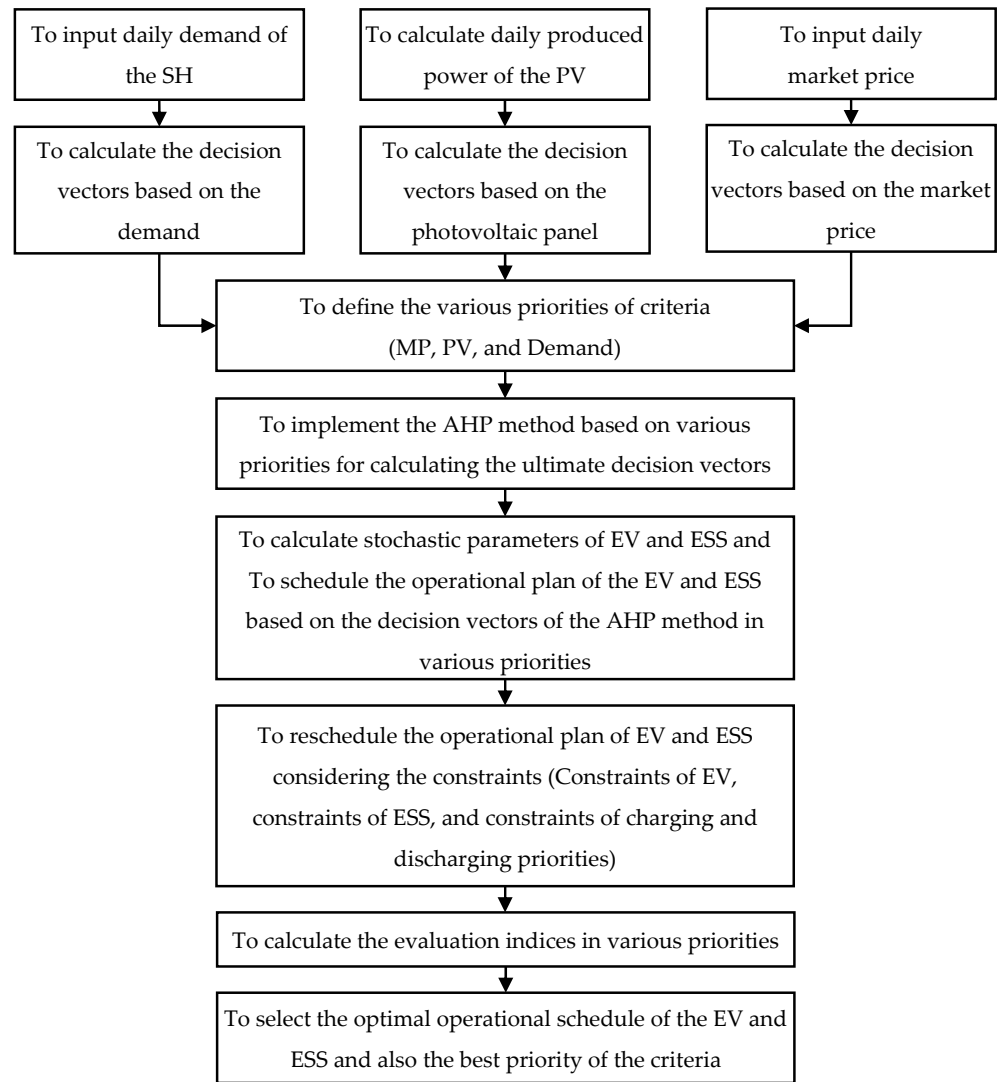 To input daily demand of
the SH
To calculate daily produced
power of the PV
To input daily
market price
To calculate the decision
vectors based on the
demand
To calculate the decision
vectors based on the
photovoltaic panel
To calculate the decision
vectors based on the market
price
To define the various priorities of criteria
(MP, PV, and Demand)
To implement the AHP method based on various
priorities for calculating the ultimate decision vectors
To calculate stochastic parameters of EV and ESS and
To schedule the operational plan of the EV and ESS
based on the decision vectors of the AHP method in
various priorities
To reschedule the operational plan of EV and ESS
considering the constraints (Constraints of EV,
constraints of ESS, and constraints of charging and
discharging priorities)
To calculate the evaluation indices in various priorities
To select the optimal operational schedule of the EV and
ESS and also the best priority of the criteria